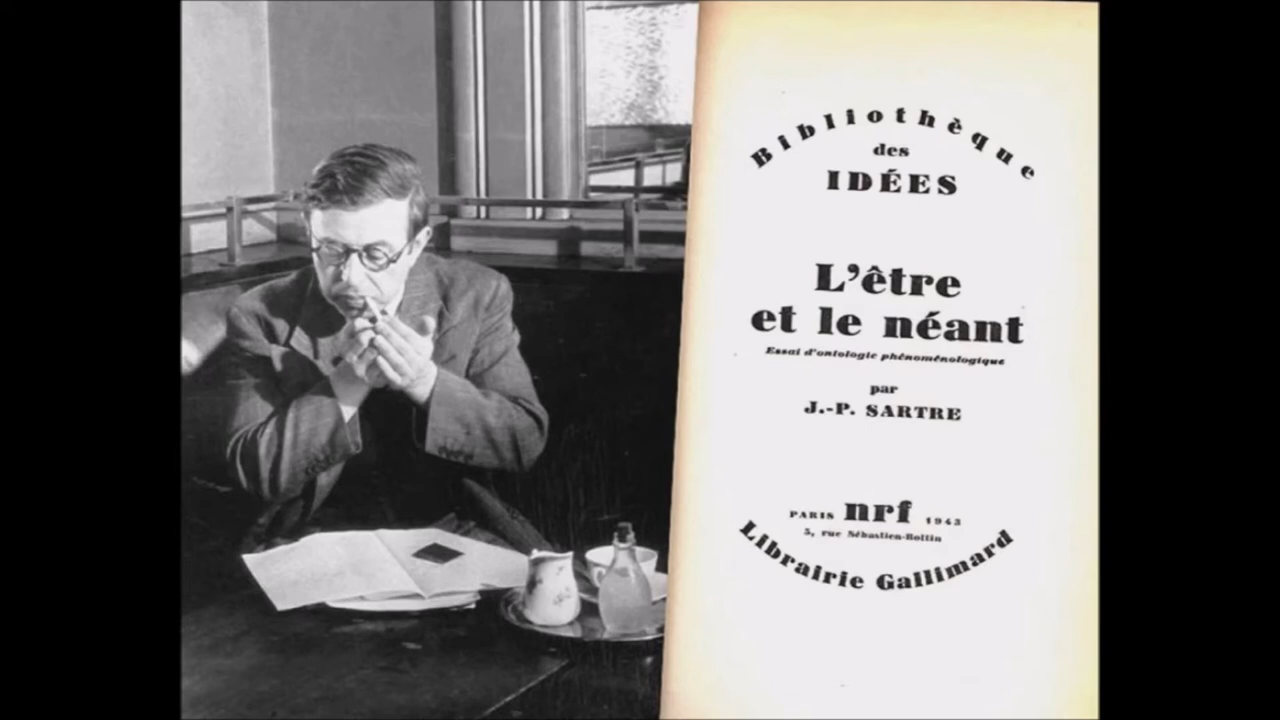 Bibliothèque
des
IDÉES
L'être
et le néant
Essai d'ontologie phénoménologique
par
J.-P. SARTRE
PARIS nrf 1943
5, rue Sébastien-Bottin
Librairie Gallimard